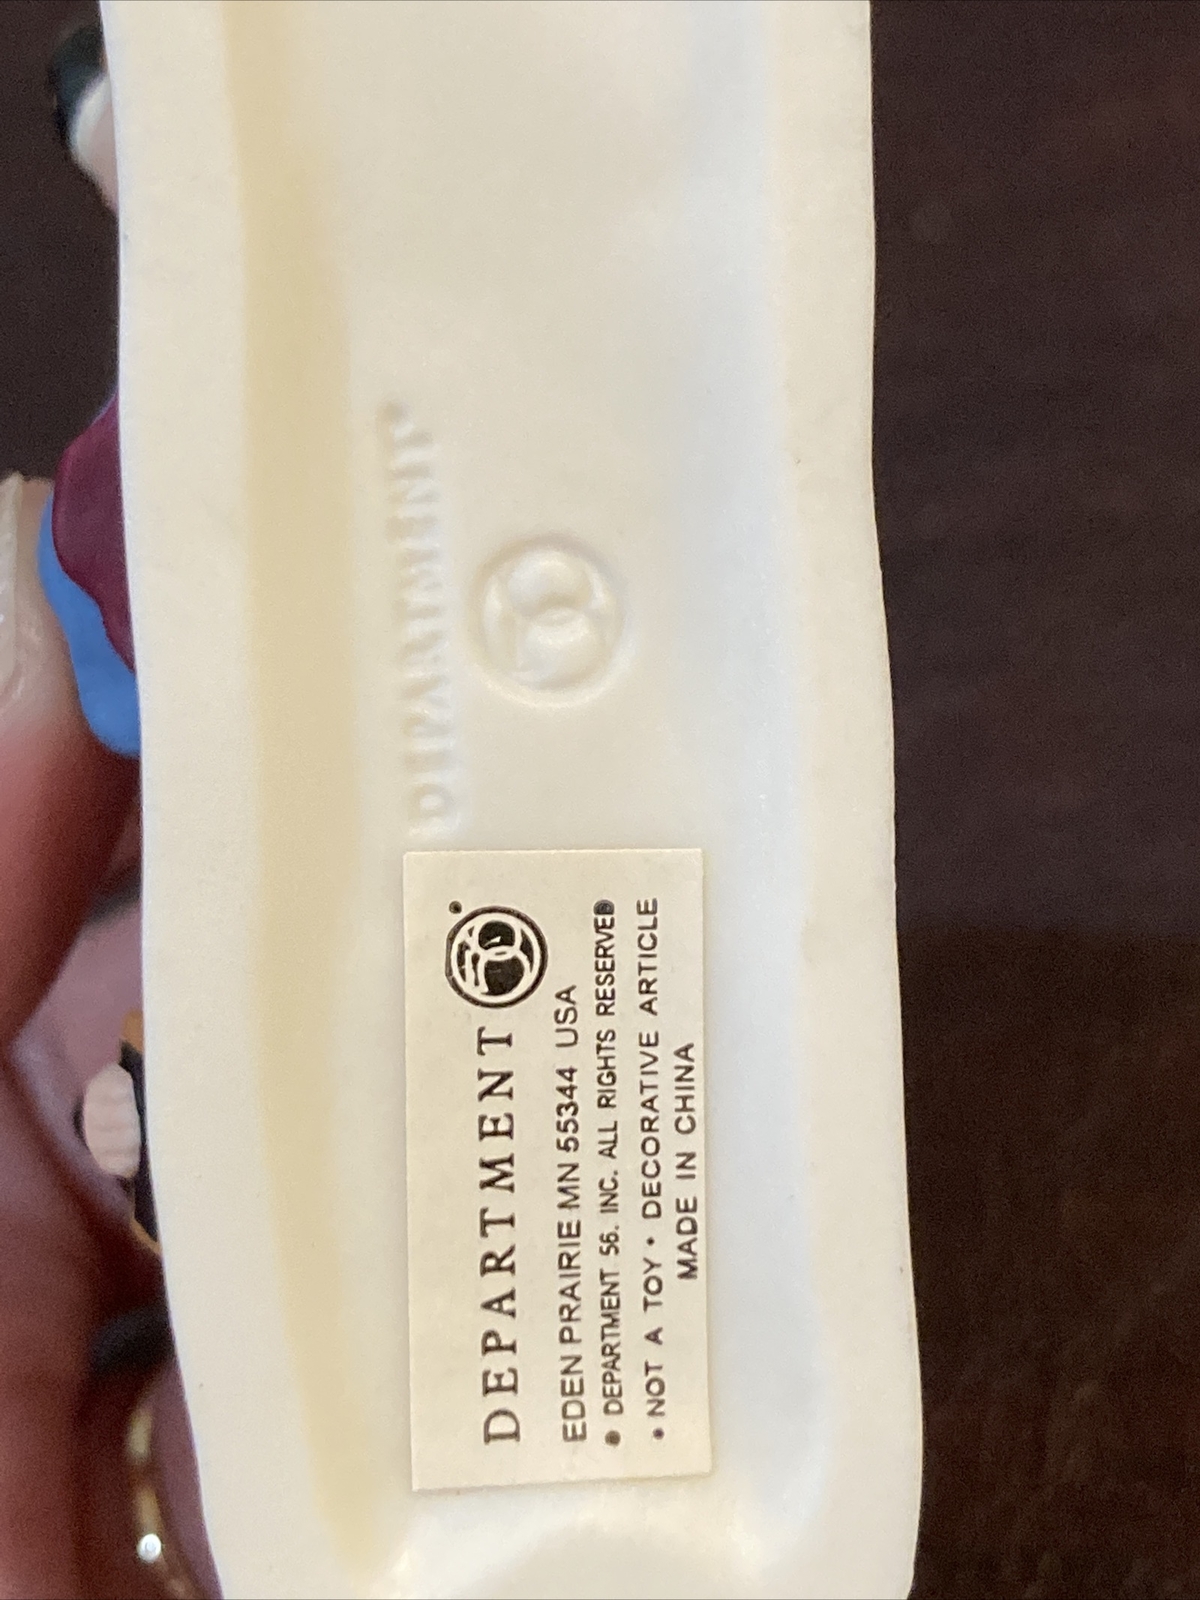 DEPARTMENT
DEPARTMENT 56
EDEN PRAIRIE MN 55344 USA
© DEPARTMENT 56. INC. ALL RIGHTS RESERVED
• NOT A TOY • DECORATIVE ARTICLE
MADE IN CHINA